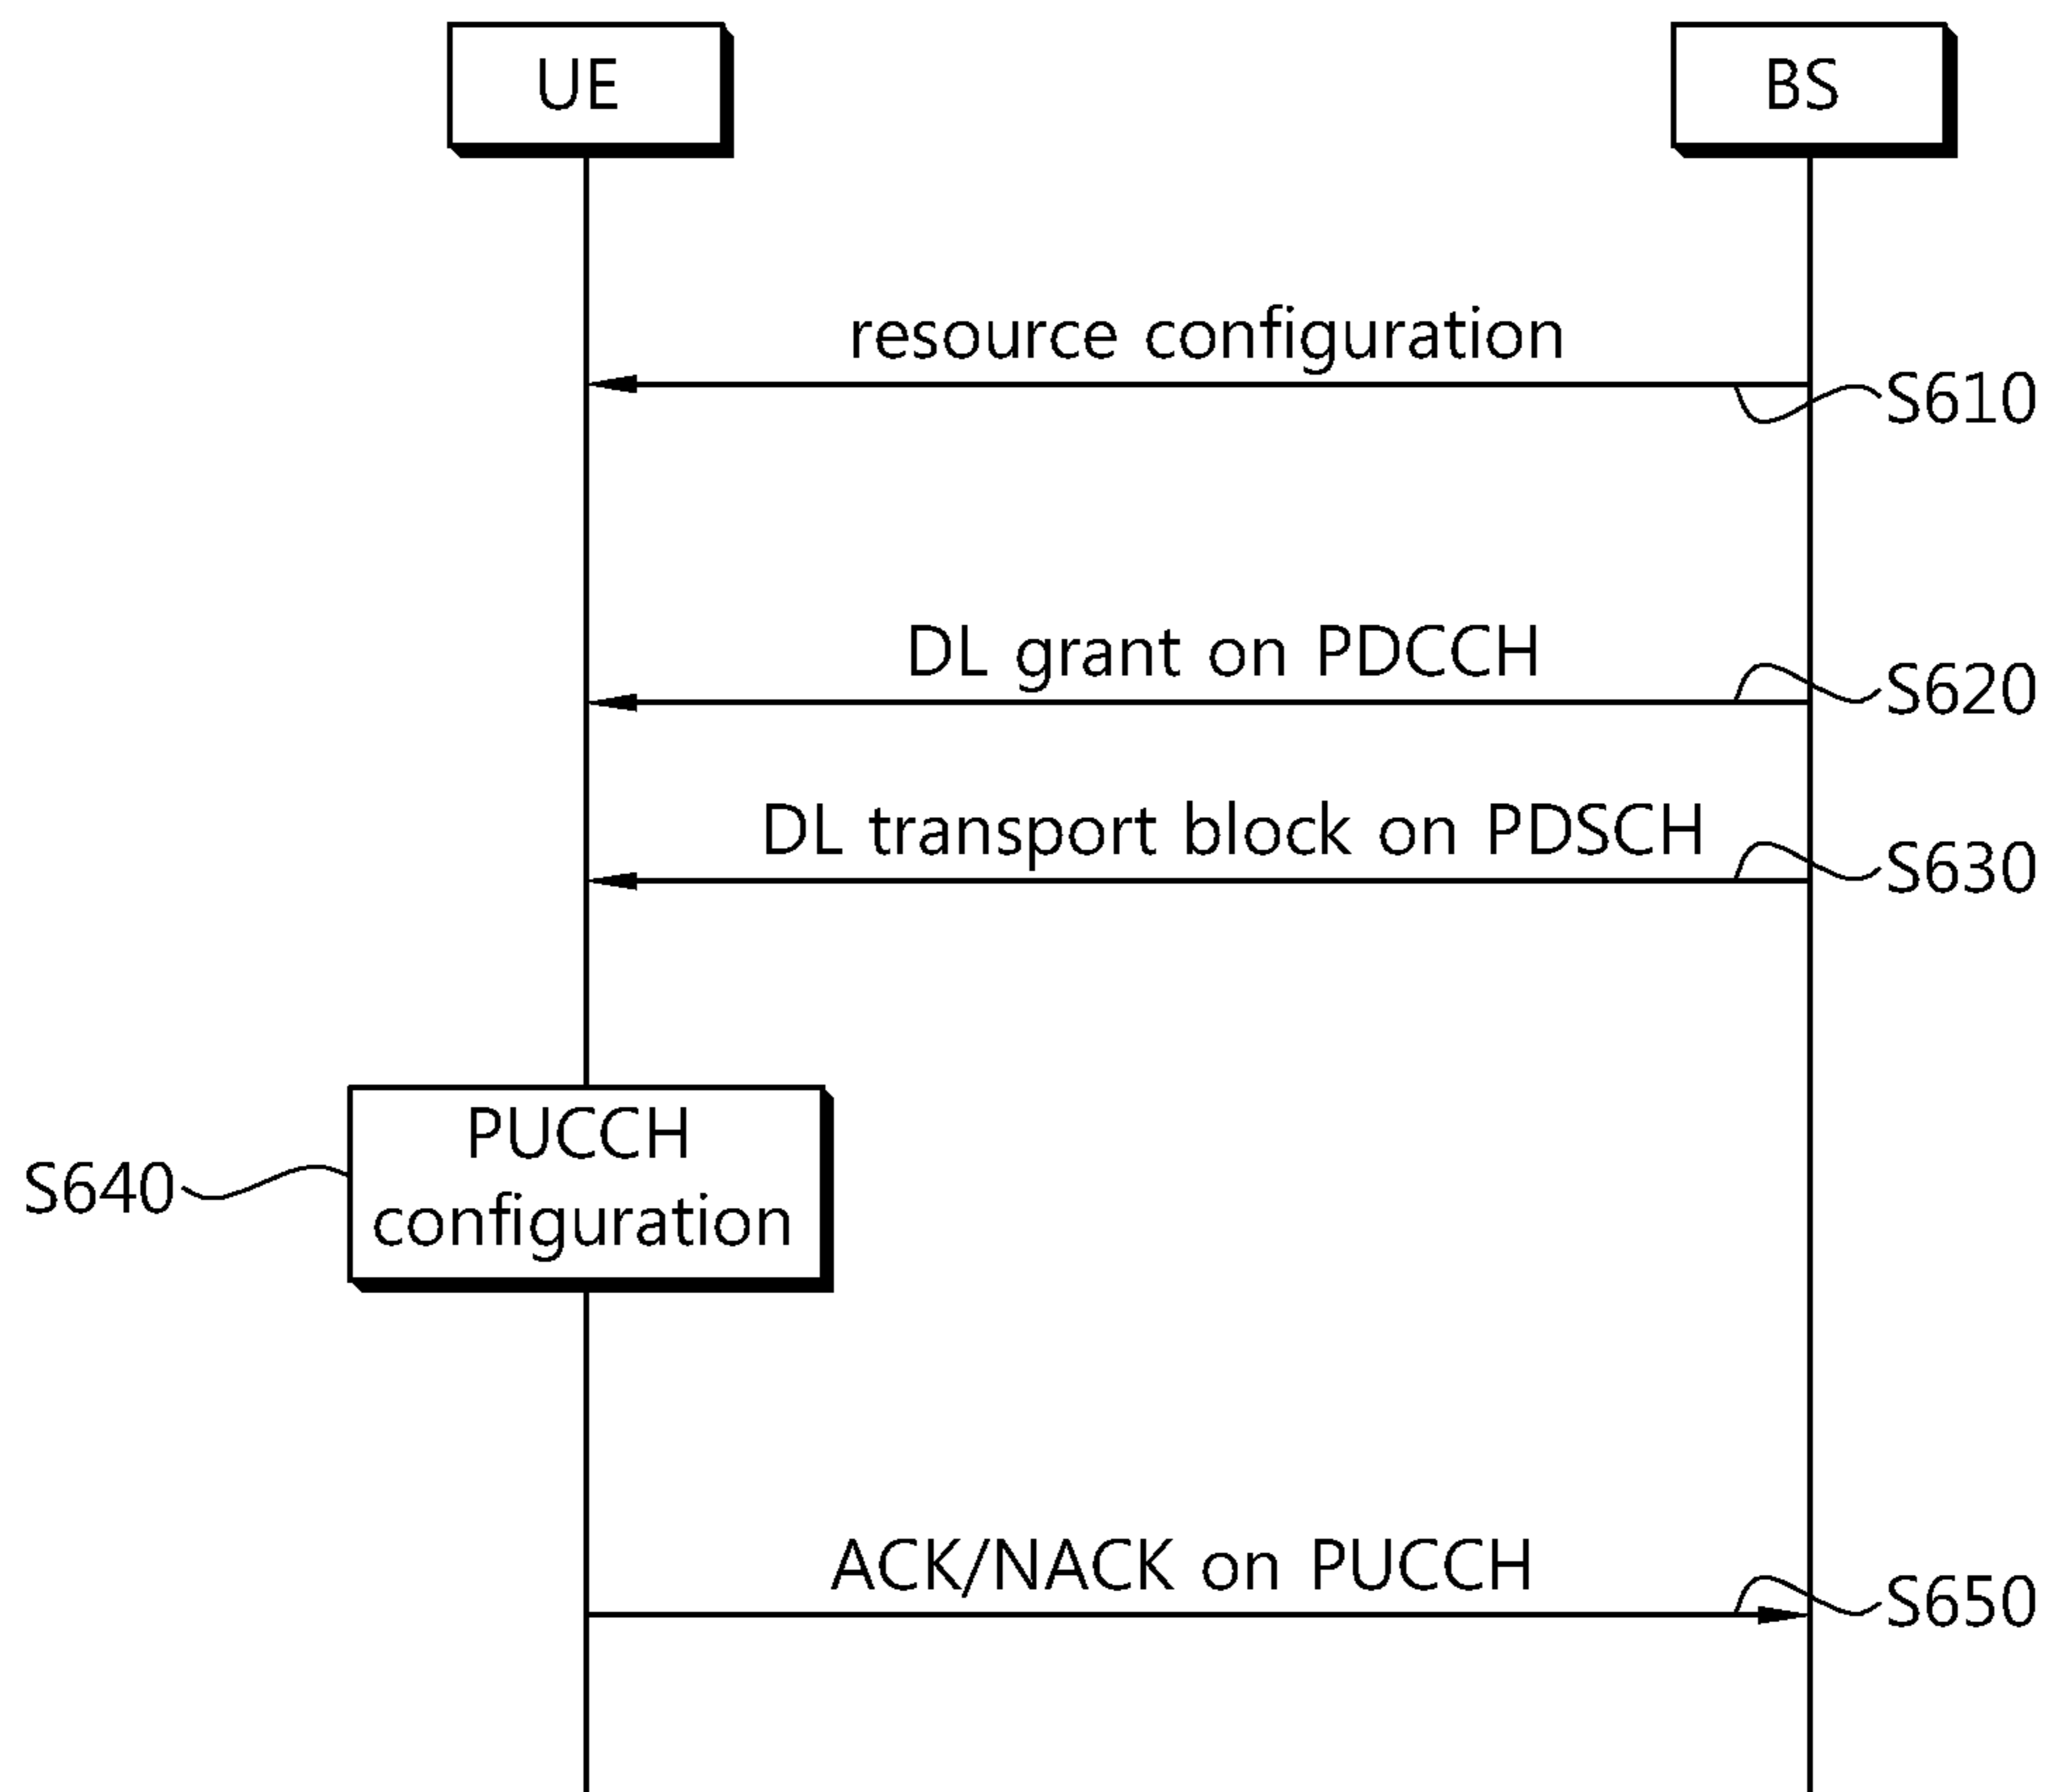 UE
BS
resource configuration
S610
DL grant on PDCCH
S620
DL transport block on PDSCH
S630
PUCCH
configuration
S640
ACK/NACK on PUCCH
S650